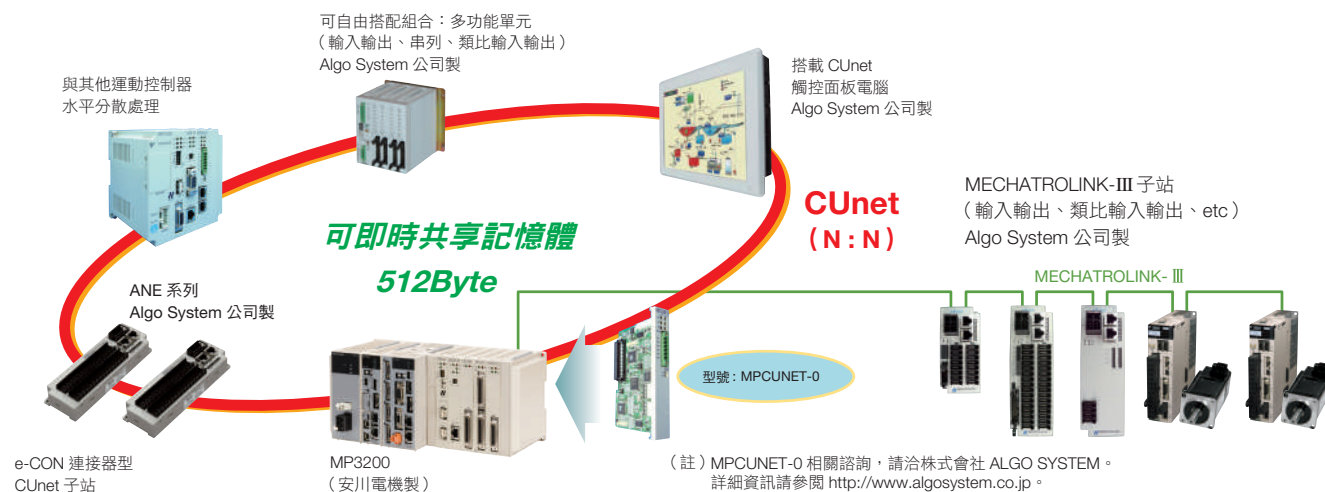 可自由搭配組合：多功能單元
（輸入輸出、串列、類比輸入輸出）
Algo System 公司製
與其他運動控制器
水平分散處理
搭載 CUnet
觸控面板電腦
Algo System 公司製
CUnet
（N : N）
MECHATROLINK-Ⅲ 子站
（輸入輸出、類比輸入輸出、etc）
Algo System 公司製
可即時共享記憶體
512Byte
MECHATROLINK- Ⅲ
ANE 系列
Algo System 公司製
型號 : MPCUNET-0
e-CON 連接器型
CUnet 子站
MP3200
（安川電機製）
（註）MPCUNET-0 相關諮詢，請洽株式會社 ALGO SYSTEM。
詳細資訊請參閲 http://www.algosystem.co.jp。